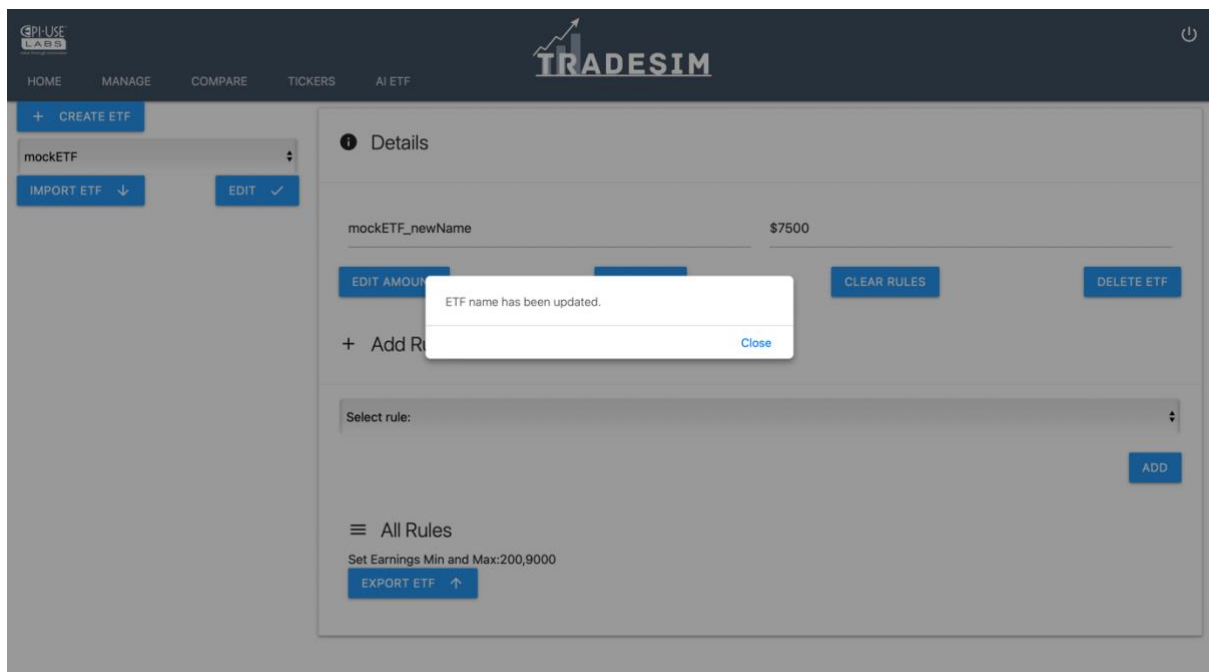 EPI-USE
LABS
TRADESIM
HOME MANAGE COMPARE TICKERS AI ETF
+ CREATE ETF
mockETF
IMPORT ETF EDIT
Details
mockETF_newName $7500
EDIT AMOUN CLEAR RULES DELETE ETF
ETF name has been updated.
Close
+ Add Ru
Select rule:
ADD
All Rules
Set Earnings Min and Max:200,9000
EXPORT ETF